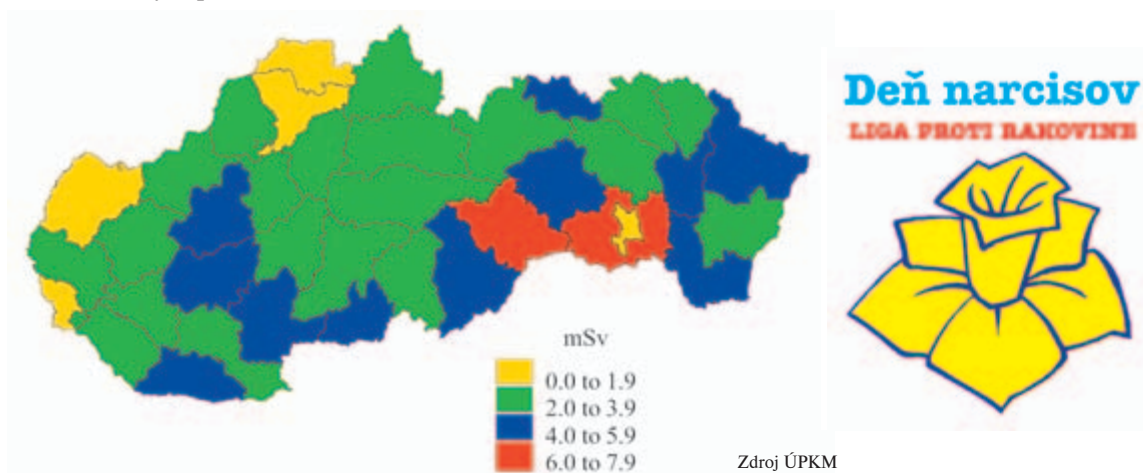 Deň narcisov
LIGA PROTI RAKOVINE
mSv
0.0 to 1.9
2.0 to 3.9
4.0 to 5.9
6.0 to 7.9
Zdroj ÚPKM